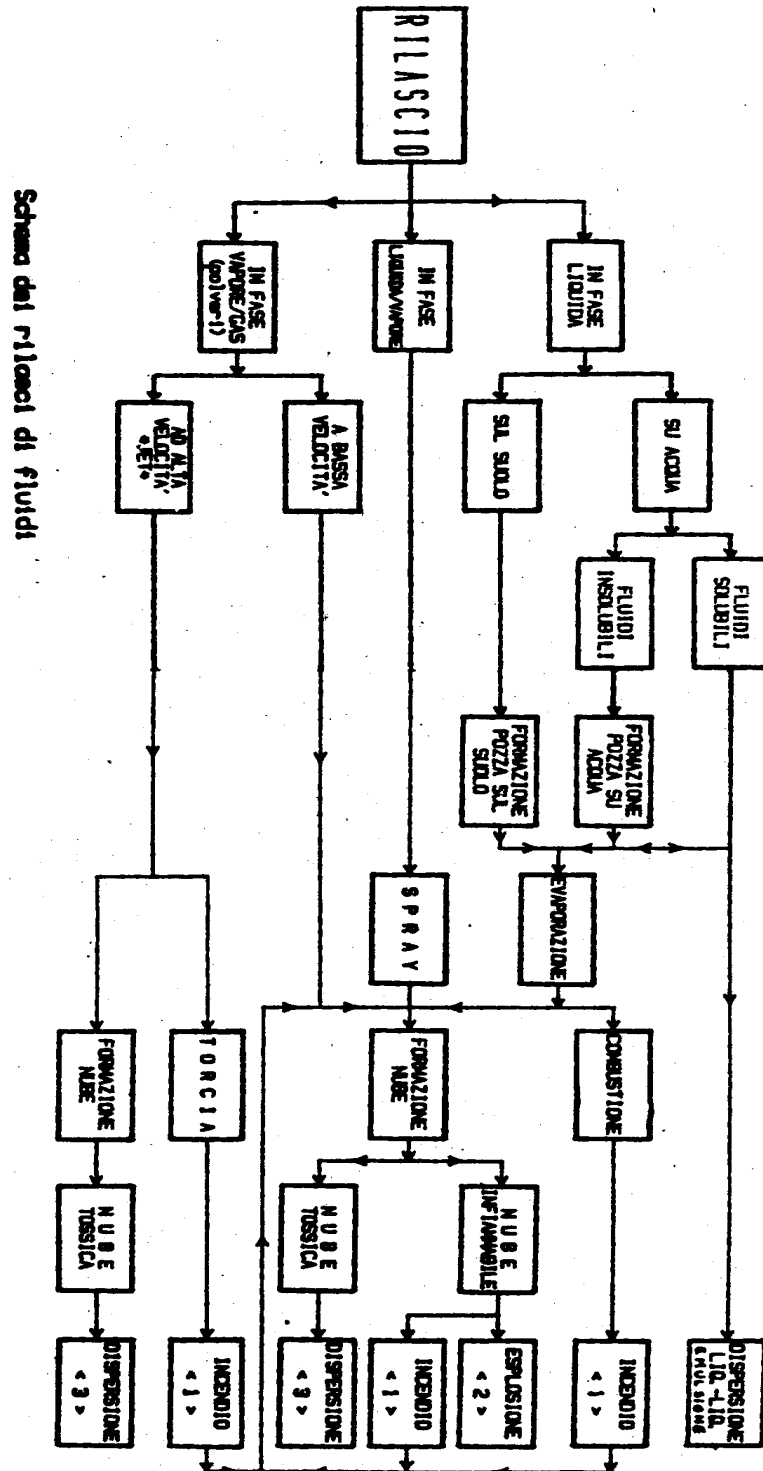 RILASCIO
IN FASE
LIQUIDA
IN FASE
LIQUIDA/VAPORE
IN FASE
VAPORE/GAS
(polveri)
SU ACQUA
SUL SUOLO
A BASSA
VELOCITA'
AD ALTA
VELOCITA'
"JET"
FLUIDI
SOLUBILI
FLUIDI
INSOLUBILI
FORMAZIONE
POZZA SU
ACQUA
FORMAZIONE
POZZA SUL
SUOLO
EVAPORAZIONE
SPRAY
COMBUSTIONE
FORMAZIONE
NUBE
TORCIA
FORMAZIONE
NUBE
NUBE
INFIAMMABILE
NUBE
TOSSICA
NUBE
TOSSICA
DISPERSIONE
LIQ.-LIQ.
EMULSIONE
INCENDIO
< 1 >
ESPLOSIONE
< 2 >
INCENDIO
< 1 >
DISPERSIONE
< 3 >
INCENDIO
< 1 >
DISPERSIONE
< 3 >
Schema dei rilasci di fluidi